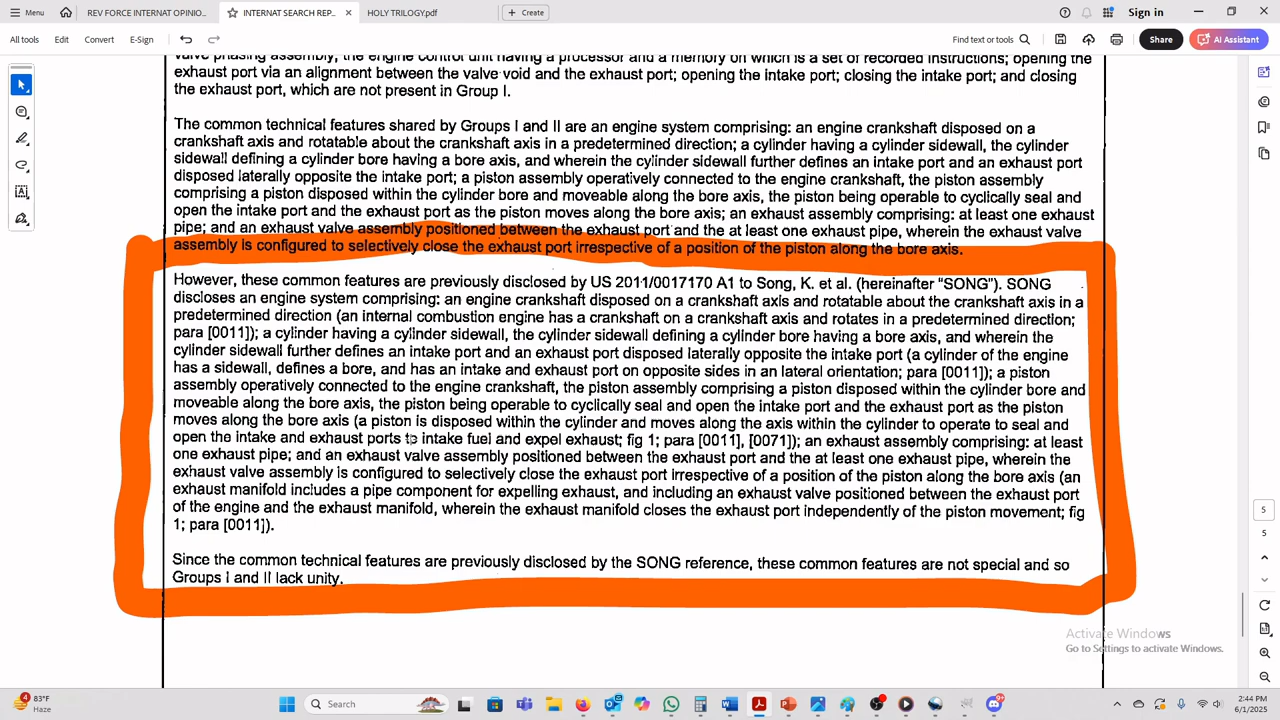 Menu
REV FORCE INTERNAT OPINIO...
INTERNAT SEARCH REP...
HOLY TRILOGY.pdf
Create
Sign in
All tools
Edit
Convert
E-Sign
Find text or tools
Share
AI Assistant
valve phasing assembly, the engine control unit having a processor and a memory on which is a set of recorded instructions; opening the
exhaust port via an alignment between the valve void and the exhaust port; opening the intake port; closing the intake port; and closing
the exhaust port, which are not present in Group I.
The common technical features shared by Groups I and II are an engine system comprising: an engine crankshaft disposed on a
crankshaft axis and rotatable about the crankshaft axis in a predetermined direction; a cylinder having a cylinder sidewall, the cylinder
sidewall defining a cylinder bore having a bore axis, and wherein the cylinder sidewall further defines an intake port and an exhaust port
disposed laterally opposite the intake port; a piston assembly operatively connected to the engine crankshaft, the piston assembly
comprising a piston disposed within the cylinder bore and moveable along the bore axis, the piston being operable to cyclically seal and
open the intake port and the exhaust port as the piston moves along the bore axis; an exhaust assembly comprising: at least one exhaust
pipe; and an exhaust valve assembly positioned between the exhaust port and the at least one exhaust pipe, wherein the exhaust valve
assembly is configured to selectively close the exhaust port irrespective of a position of the piston along the bore axis.
However, these common features are previously disclosed by US 2011/0017170 A1 to Song, K. et al. (hereinafter “SONG”). SONG
discloses an engine system comprising: an engine crankshaft disposed on a crankshaft axis and rotatable about the crankshaft axis in a
predetermined direction (an internal combustion engine has a crankshaft on a crankshaft axis and rotates in a predetermined direction;
para [0011]); a cylinder having a cylinder sidewall, the cylinder sidewall defining a cylinder bore having a bore axis, and wherein the
cylinder sidewall further defines an intake port and an exhaust port disposed laterally opposite the intake port (a cylinder of the engine
has a sidewall, defines a bore, and has an intake and exhaust port on opposite sides in an lateral orientation; para [0011]); a piston
assembly operatively connected to the engine crankshaft, the piston assembly comprising a piston disposed within the cylinder bore and
moveable along the bore axis, the piston being operable to cyclically seal and open the intake port and the exhaust port as the piston
moves along the bore axis (a piston is disposed within the cylinder and moves along the axis within the cylinder to operate to seal and
open the intake and exhaust ports to intake fuel and expel exhaust; fig 1; para [0011], [0071]); an exhaust assembly comprising: at least
one exhaust pipe; and an exhaust valve assembly positioned between the exhaust port and the at least one exhaust pipe, wherein the
exhaust valve assembly is configured to selectively close the exhaust port irrespective of a position of the piston along the bore axis (an
exhaust manifold includes a pipe component for expelling exhaust, and including an exhaust valve positioned between the exhaust port
of the engine and the exhaust manifold, wherein the exhaust manifold closes the exhaust port independently of the piston movement; fig
1; para [0011]).
Since the common technical features are previously disclosed by the SONG reference, these common features are not special and so
Groups I and II lack unity.
5
5
Activate Windows
Go to Settings to activate Windows.
4
83°F
Haze
Search
2:44 PM
6/1/2025